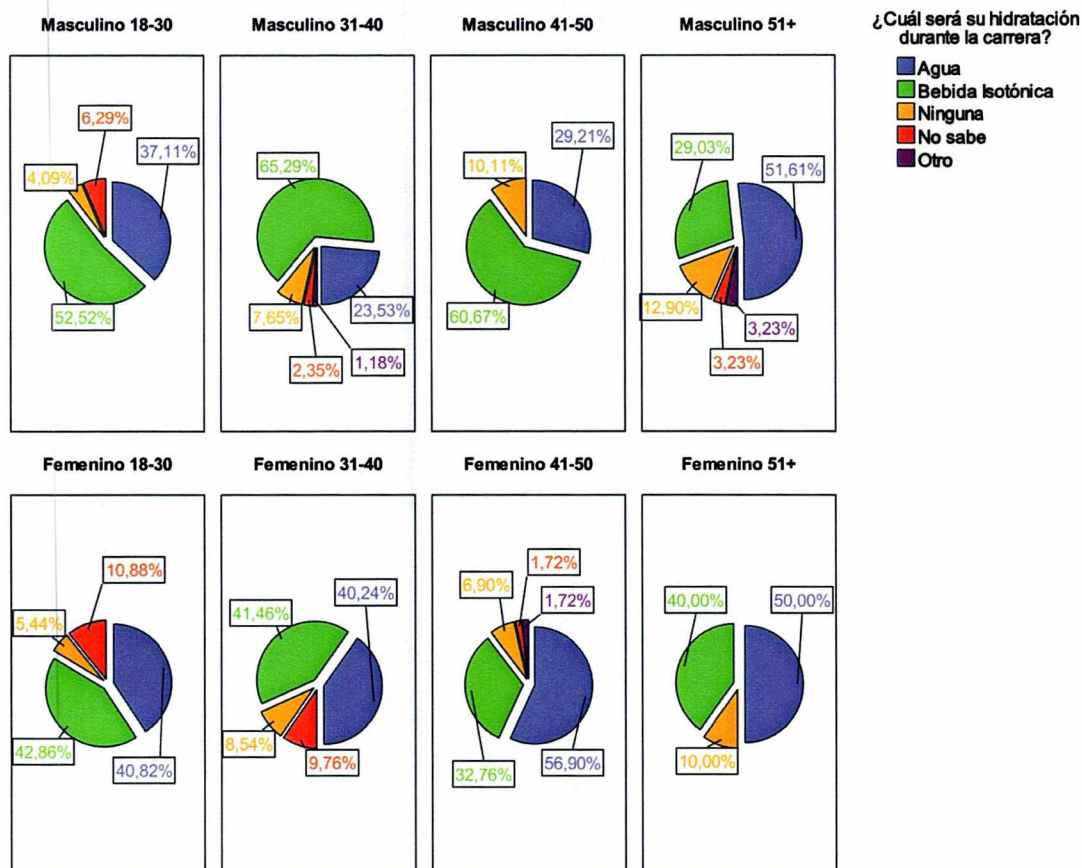 Masculino 18-30
Masculino 31-40
Masculino 41-50
Masculino 51+
¿Cuál será su hidratación
durante la carrera?
Agua
Bebida Isotónica
Ninguna
No sabe
Otro
6,29%
37,11%
4,09%
52,52%
65,29%
7,65%
23,53%
2,35%
1,18%
10,11%
29,21%
60,67%
29,03%
51,61%
12,90%
3,23%
3,23%
Femenino 18-30
Femenino 31-40
Femenino 41-50
Femenino 51+
10,88%
5,44%
42,86%
40,82%
41,46%
40,24%
8,54%
9,76%
1,72%
6,90%
1,72%
32,76%
56,90%
40,00%
50,00%
10,00%